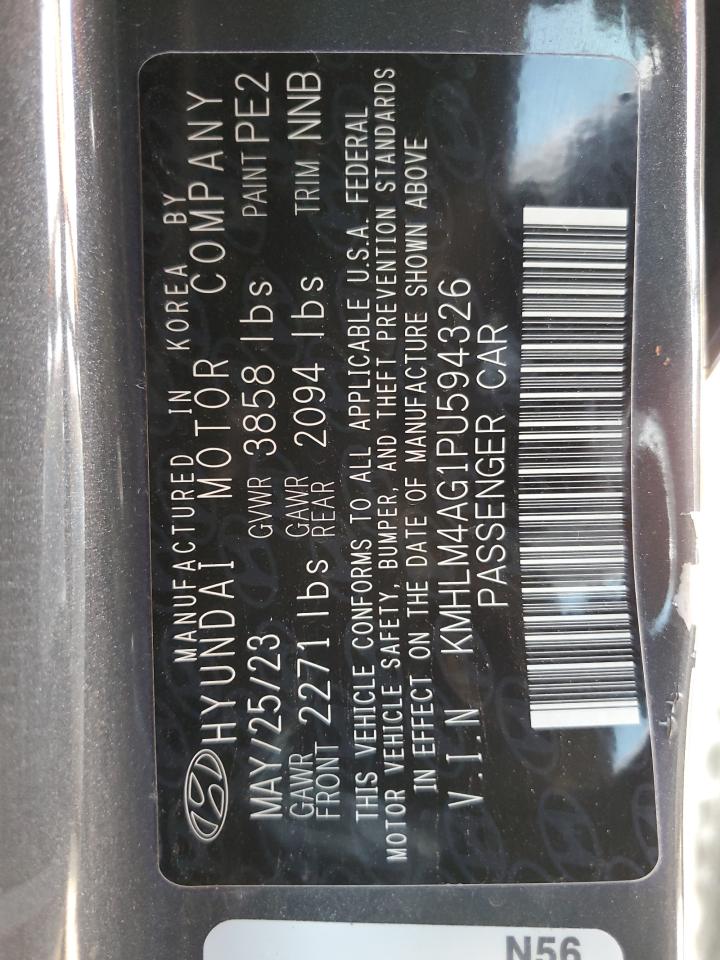 MANUFACTURED IN KOREA BY
HYUNDAI MOTOR COMPANY
MAY/25/23 GVWR 3858 lbs PAINT PE2
GAWR FRONT 2271 lbs GAWR REAR 2094 lbs TRIM NNB
THIS VEHICLE CONFORMS TO ALL APPLICABLE U.S.A. FEDERAL
MOTOR VEHICLE SAFETY, BUMPER, AND THEFT PREVENTION STANDARDS
IN EFFECT ON THE DATE OF MANUFACTURE SHOWN ABOVE
V.I.N KMHLM4AG1PU594326
PASSENGER CAR
N56